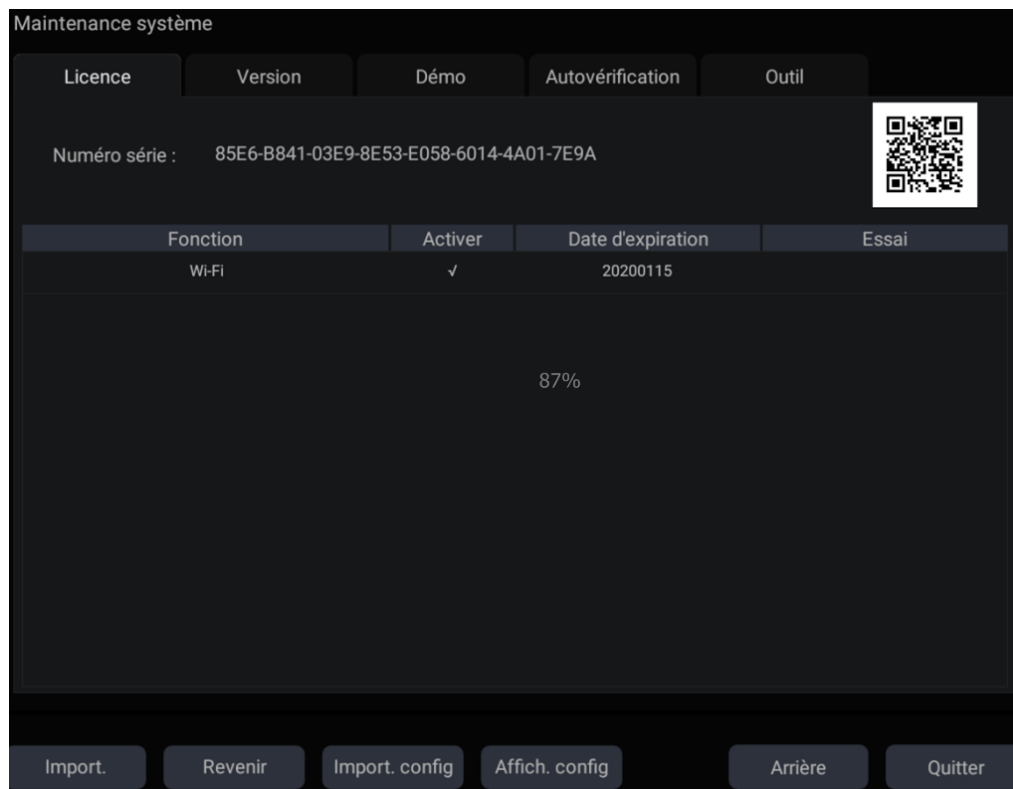 Maintenance système
Licence Version Démo Autovérification Outil
Numéro série : 85E6-B841-03E9-8E53-E058-6014-4A01-7E9A
Fonction Activer Date d'expiration Essai
Wi-Fi √ 20200115
87%
Import. Revenir Import. config Affich. config Arrière Quitter